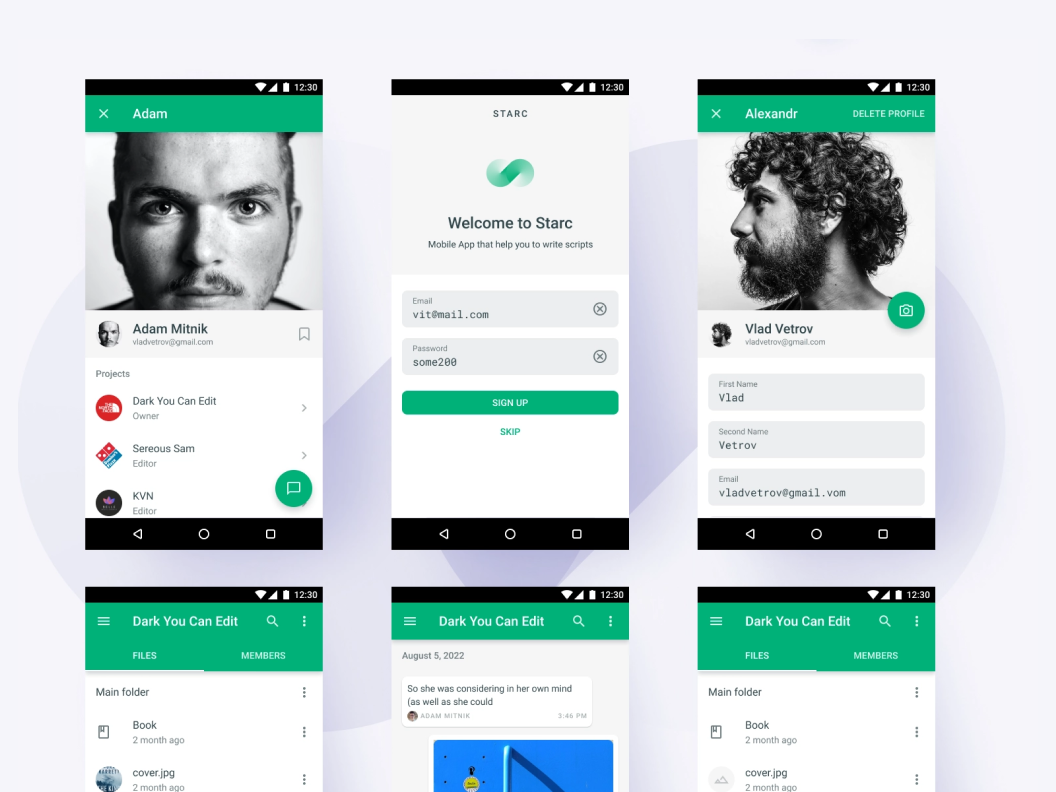 12:30
Adam
Adam Mitnik
vladvetrov@gmail.com
Projects
THE NORTH FACE
Dark You Can Edit
Owner
Sereous Sam
Editor
KVN
Editor
12:30
STARC
Welcome to Starc
Mobile App that help you to write scripts
Email
vit@mail.com
Password
some200
SIGN UP
SKIP
12:30
Alexandr DELETE PROFILE
Vlad Vetrov
vladvetrov@gmail.com
First Name
Vlad
Second Name
Vetrov
Email
vladvetrov@gmail.vom
12:30
Dark You Can Edit
FILES MEMBERS
Main folder
Book
2 month ago
cover.jpg
2 month ago
12:30
Dark You Can Edit
August 5, 2022
So she was considering in her own mind
(as well as she could
ADAM MITNIK 3:46 PM
12:30
Dark You Can Edit
FILES MEMBERS
Main folder
Book
2 month ago
cover.jpg
2 month ago